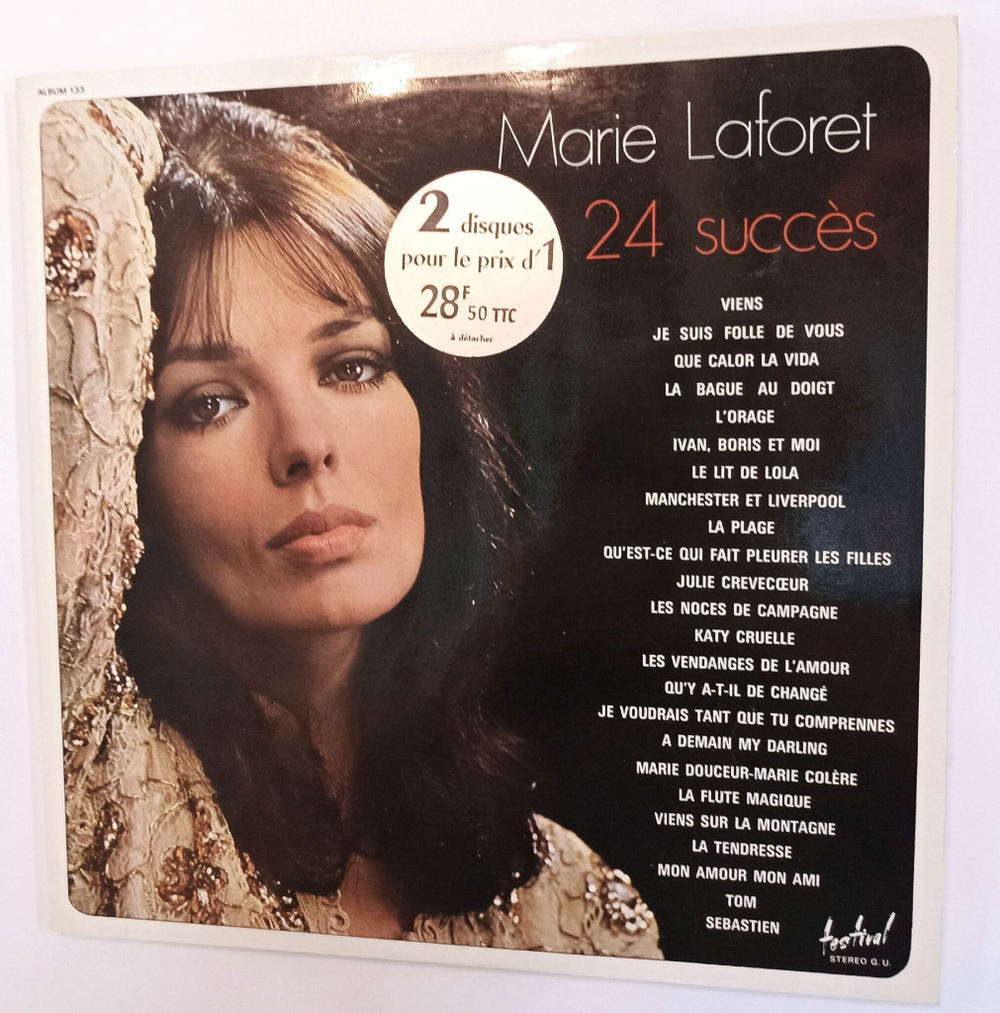 ALBUM 133
Marie Laforet
24 succès
2 disques
pour le prix d'1
28F 50 TTC
à détacher
VIENS
JE SUIS FOLLE DE VOUS
QUE CALOR LA VIDA
LA BAGUE AU DOIGT
L'ORAGE
IVAN, BORIS ET MOI
LE LIT DE LOLA
MANCHESTER ET LIVERPOOL
LA PLAGE
QU'EST-CE QUI FAIT PLEURER LES FILLES
JULIE CREVECŒUR
LES NOCES DE CAMPAGNE
KATY CRUELLE
LES VENDANGES DE L'AMOUR
QU'Y A-T-IL DE CHANGÉ
JE VOUDRAIS TANT QUE TU COMPRENNES
A DEMAIN MY DARLING
MARIE DOUCEUR-MARIE COLÈRE
LA FLUTE MAGIQUE
VIENS SUR LA MONTAGNE
LA TENDRESSE
MON AMOUR MON AMI
TOM
SEBASTIEN
festival
STEREO G.U.